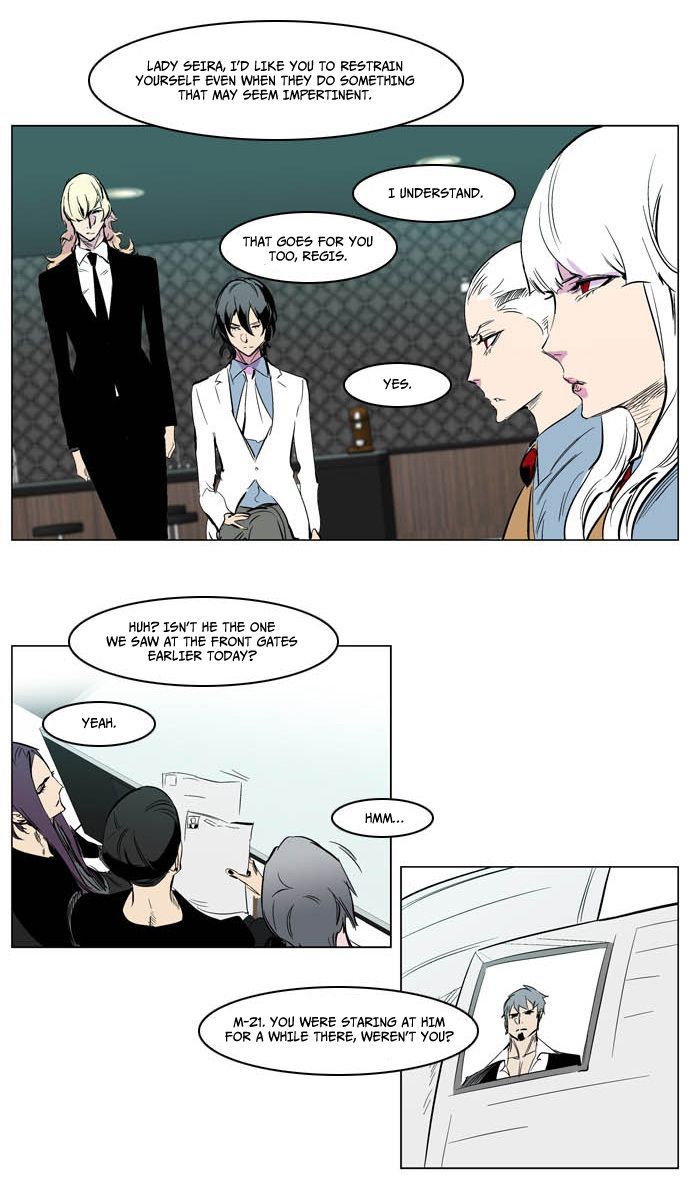 LADY SEIRA, I'D LIKE YOU TO RESTRAIN
YOURSELF EVEN WHEN THEY DO SOMETHING
THAT MAY SEEM IMPERTINENT.
I UNDERSTAND.
THAT GOES FOR YOU
TOO, REGIS.
YES.
HUH? ISN'T HE THE ONE
WE SAW AT THE FRONT GATES
EARLIER TODAY?
YEAH.
HMM...
M-21. YOU WERE STARING AT HIM
FOR A WHILE THERE, WEREN'T YOU?